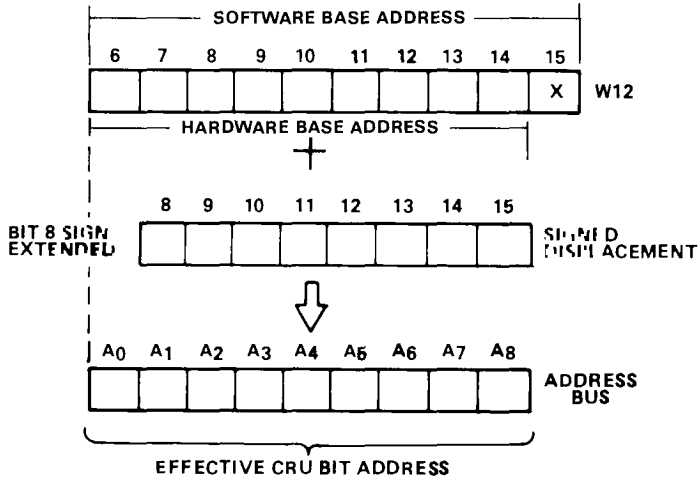 SOFTWARE BASE ADDRESS
6 7 8 9 10 11 12 13 14 15
X W12
HARDWARE BASE ADDRESS
+
8 9 10 11 12 13 14 15
BIT 8 SIGN
EXTENDED
SIGNED
DISPLACEMENT
A0 A1 A2 A3 A4 A5 A6 A7 A8
ADDRESS
BUS
EFFECTIVE CRU BIT ADDRESS